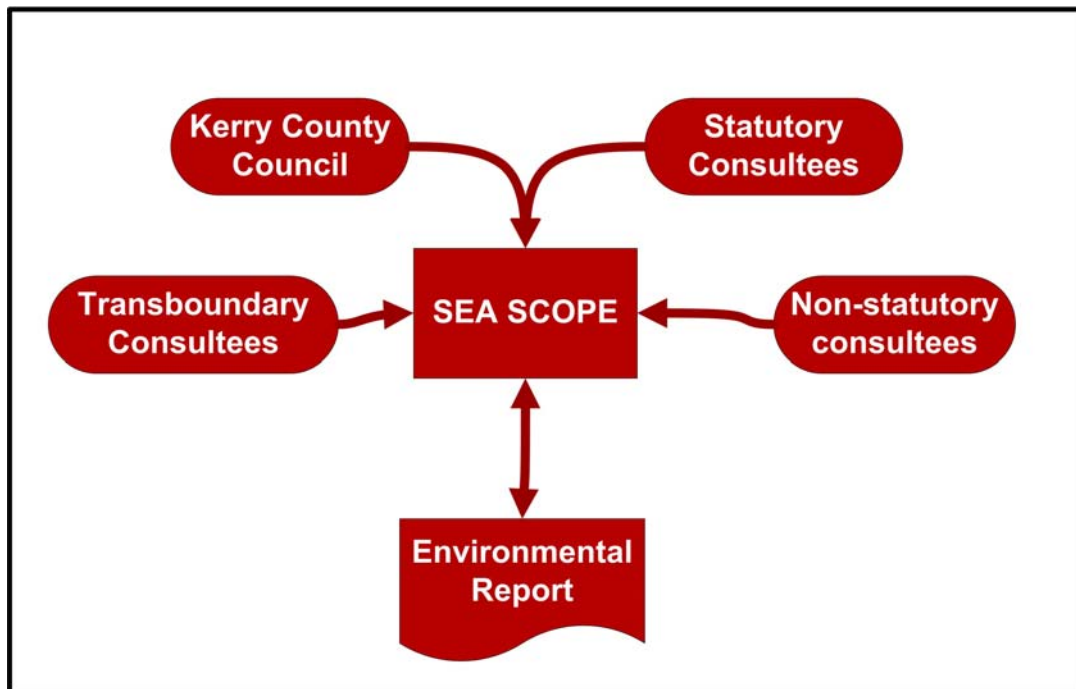 Kerry County
Council
Statutory
Consultees
Transboundary
Consultees
SEA SCOPE
Non-statutory
consultees
Environmental
Report